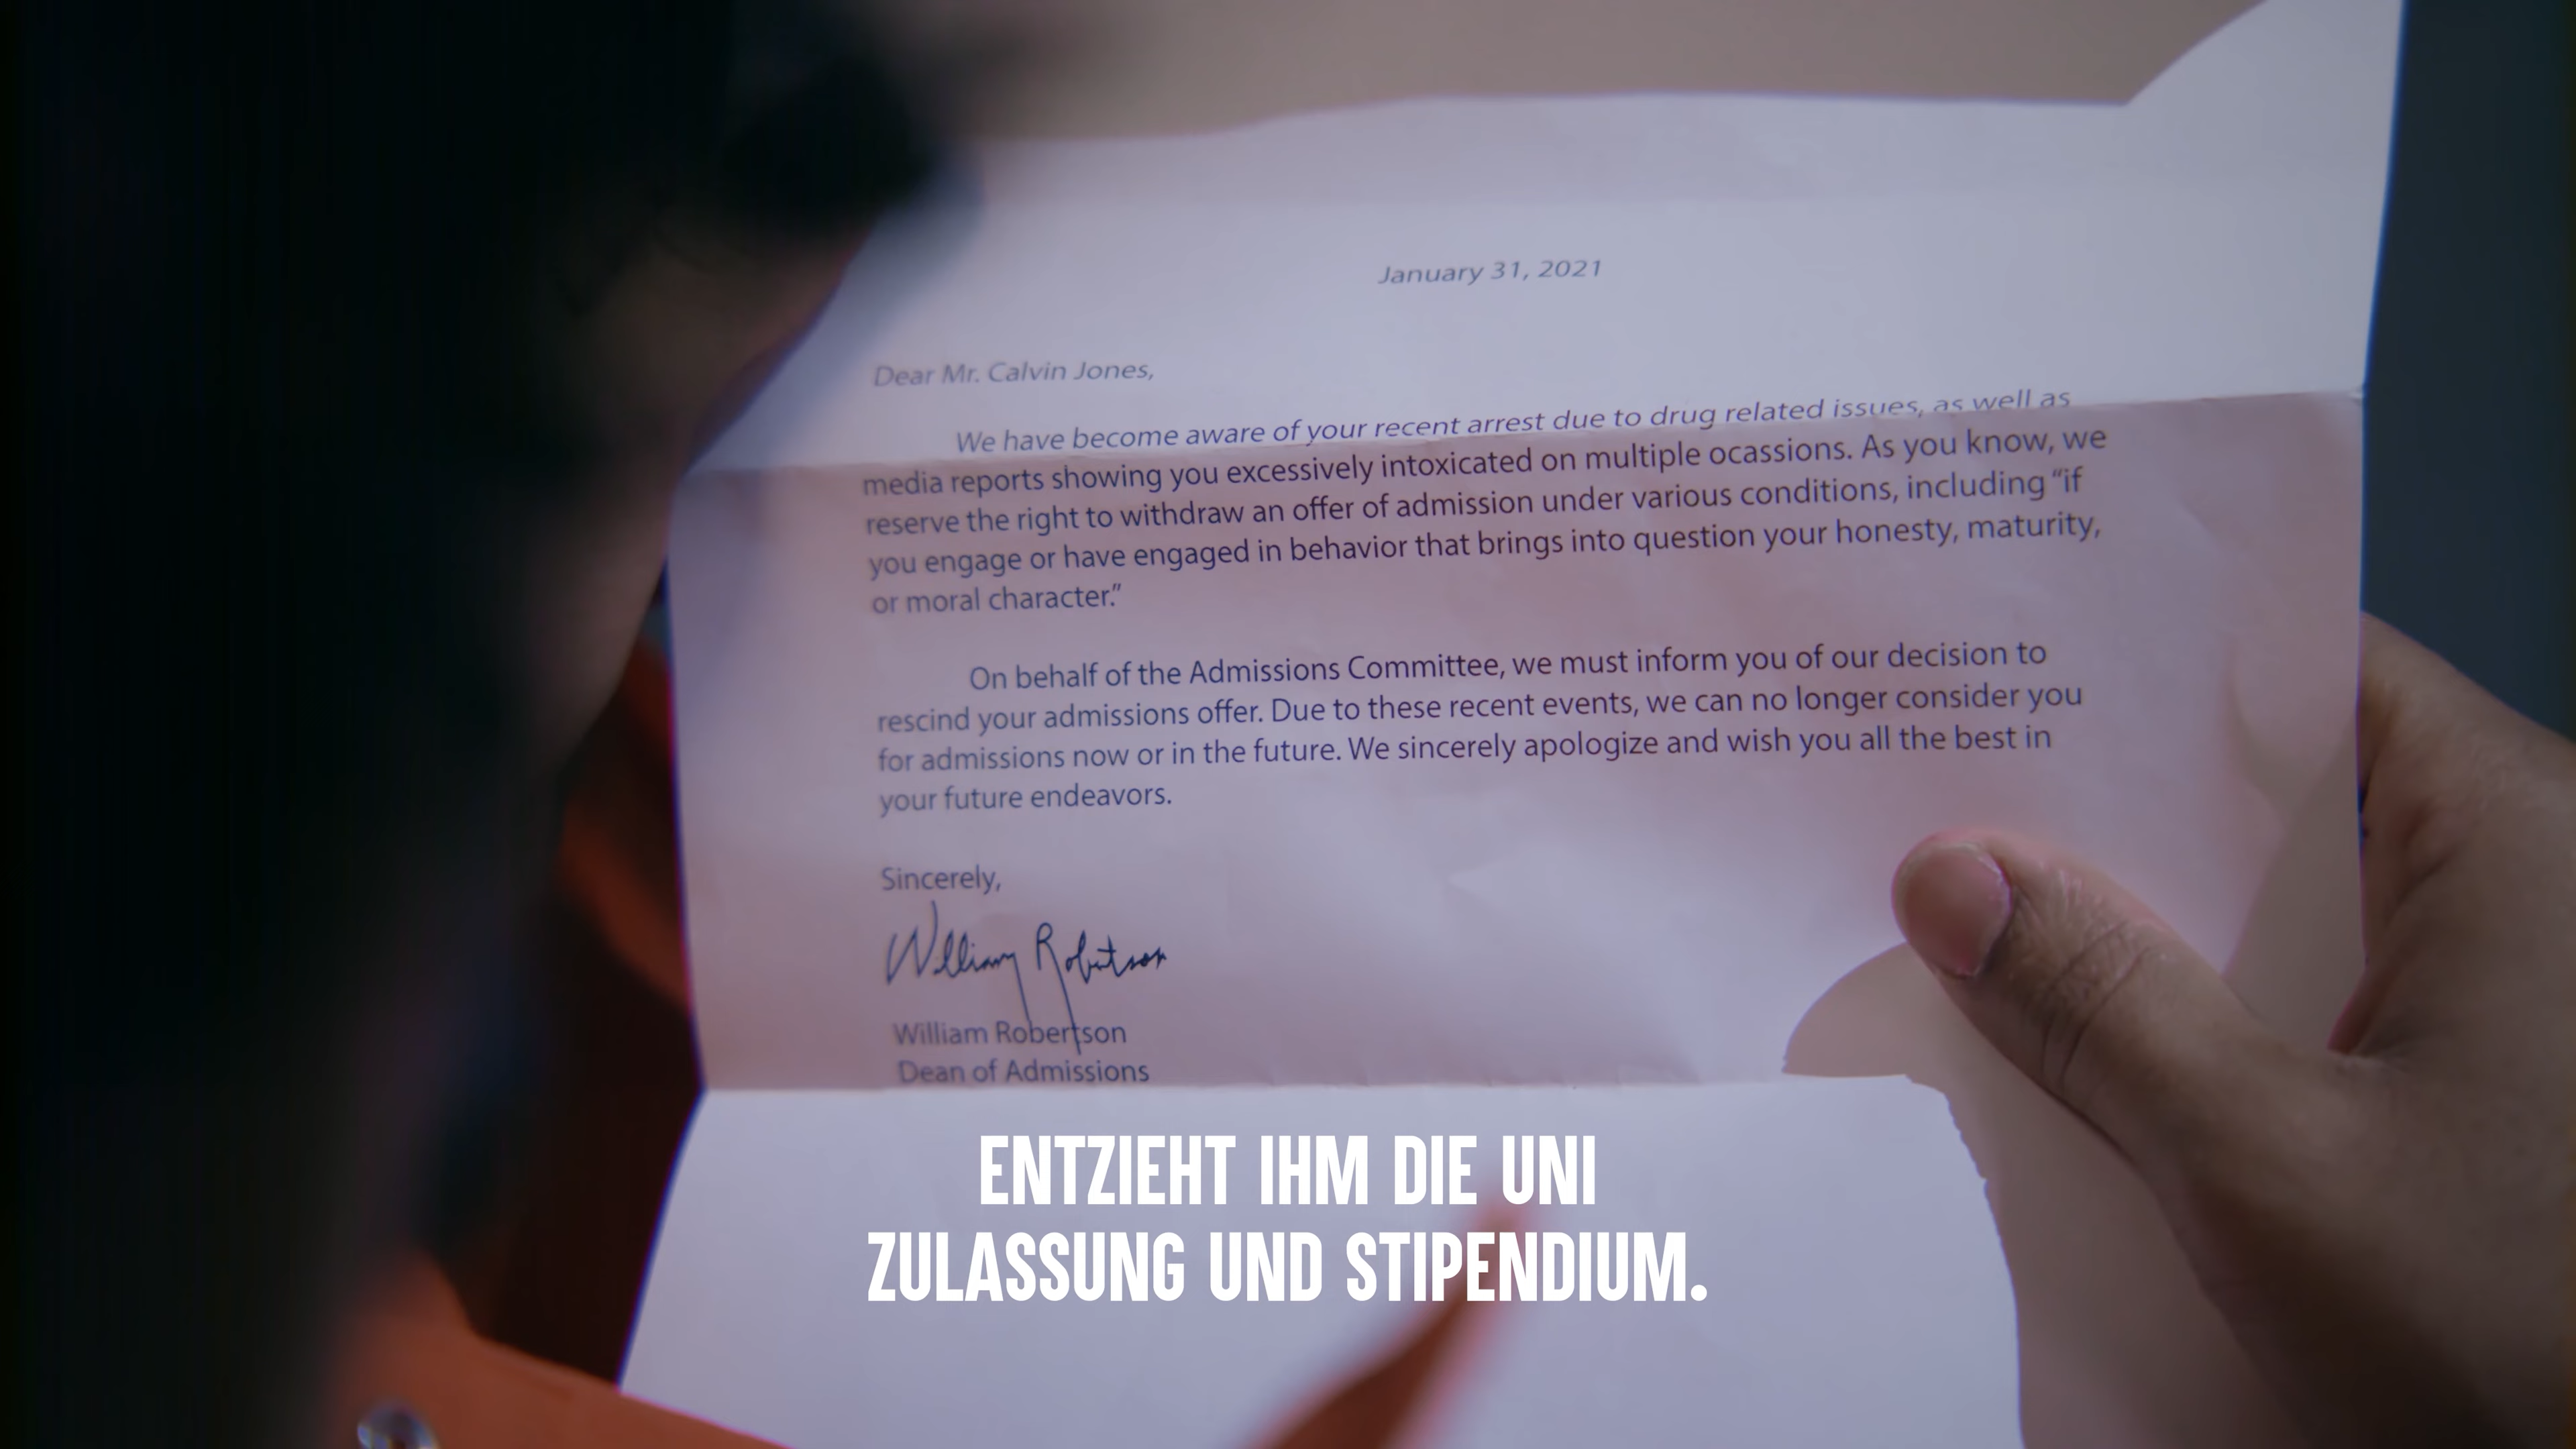 January 31, 2021
Dear Mr. Calvin Jones,
We have become aware of your recent arrest due to drug related issues, as well as
media reports showing you excessively intoxicated on multiple ocassions. As you know, we
reserve the right to withdraw an offer of admission under various conditions, including “if
you engage or have engaged in behavior that brings into question your honesty, maturity,
or moral character.”
On behalf of the Admissions Committee, we must inform you of our decision to
rescind your admissions offer. Due to these recent events, we can no longer consider you
for admissions now or in the future. We sincerely apologize and wish you all the best in
your future endeavors.
Sincerely,
William Robertson
William Robertson
Dean of Admissions
ENTZIEHT IHM DIE UNI
ZULASSUNG UND STIPENDIUM.